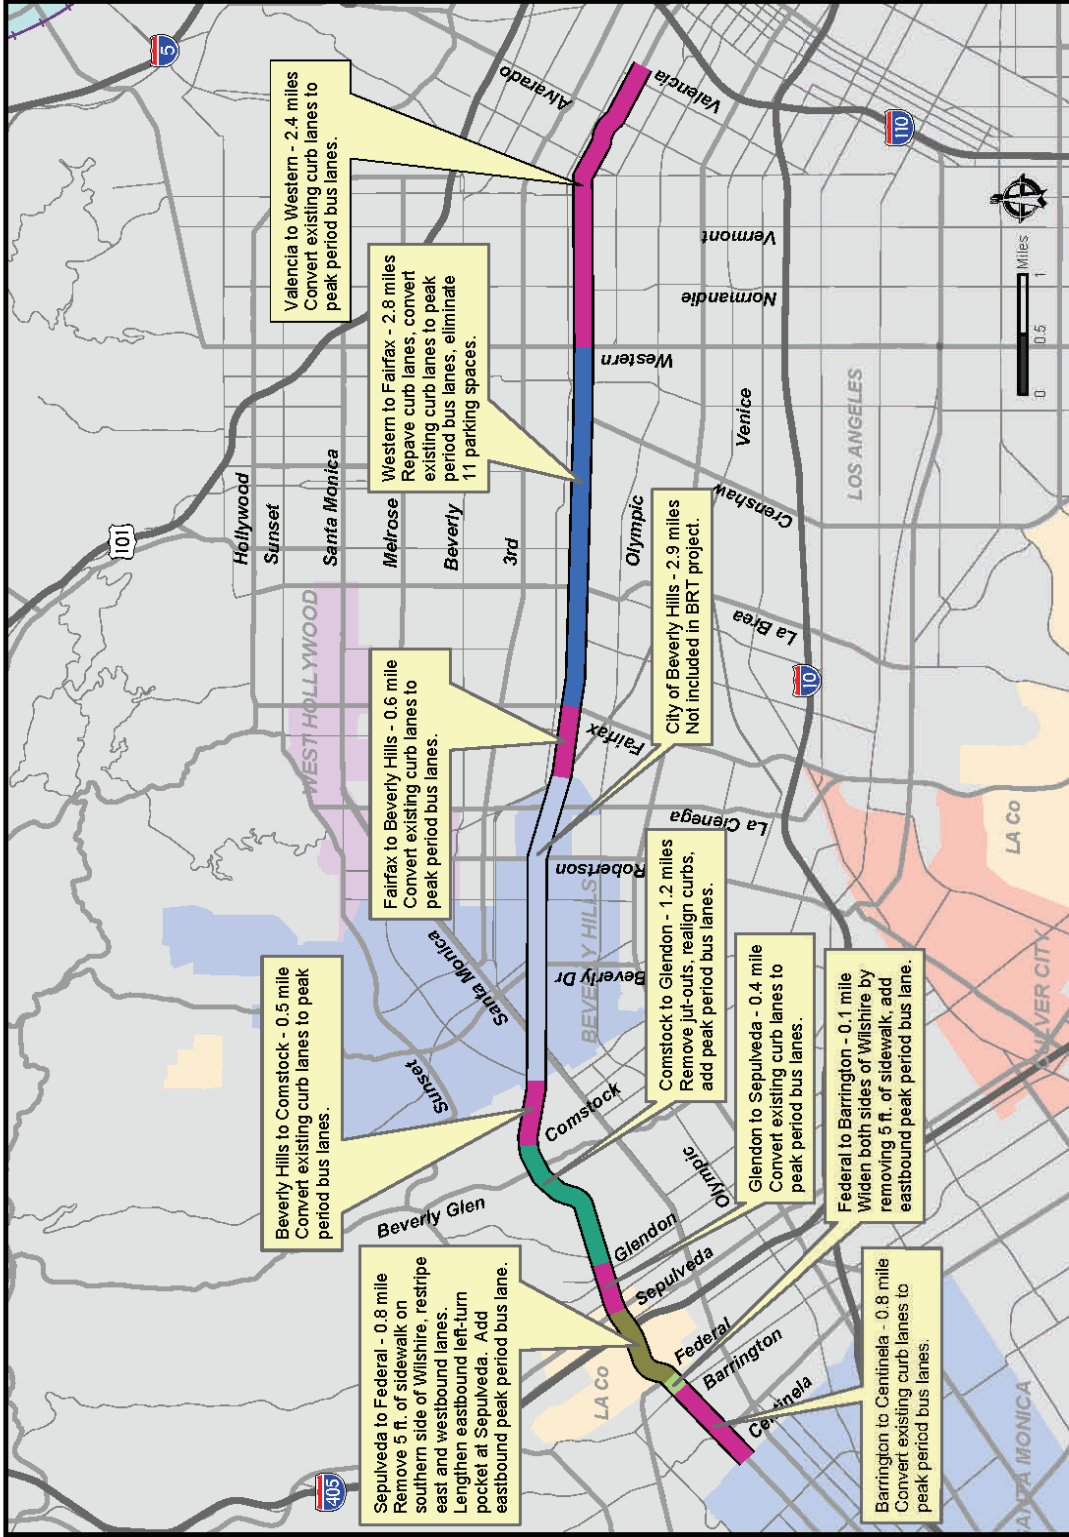 Valencia to Western - 2.4 miles
Convert existing curb lanes to
peak period bus lanes.
Western to Fairfax - 2.8 miles
Repave curb lanes, convert
existing curb lanes to peak
period bus lanes, eliminate
11 parking spaces.
Fairfax to Beverly Hills - 0.6 mile
Convert existing curb lanes to
peak period bus lanes.
Beverly Hills to Comstock - 0.5 mile
Convert existing curb lanes to peak
period bus lanes.
Sepulveda to Federal - 0.8 mile
Remove 5 ft. of sidewalk on
southern side of Wilshire, restripe
east and westbound lanes.
Lengthen eastbound left-turn
pocket at Sepulveda. Add
eastbound peak period bus lane.
City of Beverly Hills - 2.9 miles
Not included in BRT project.
Comstock to Glendon - 1.2 miles
Remove jut-outs, realign curbs,
add peak period bus lanes.
Glendon to Sepulveda - 0.4 mile
Convert existing curb lanes to
peak period bus lanes.
Federal to Barrington - 0.1 mile
Widen both sides of Wilshire by
removing 5 ft. of sidewalk, add
eastbound peak period bus lane.
Barrington to Centinela - 0.8 mile
Convert existing curb lanes to
peak period bus lanes.
405
101
5
110
10
Hollywood
Sunset
Santa Monica
Melrose
Beverly
3rd
Olympic
Venice
WEST HOLLYWOOD
BEVERLY HILLS
LOS ANGELES
CULVER CITY
LA Co
LA Co
ANTA MONICA
Beverly Glen
Sunset
Santa Monica
Comstock
Glendon
Sepulveda
Federal
Barrington
Centinela
Olympic
Beverly Dr
Robertson
La Cienega
Fairfax
La Brea
Crenshaw
Western
Normandie
Vermont
Alvarado
Valencia
0
0.5
1
Miles